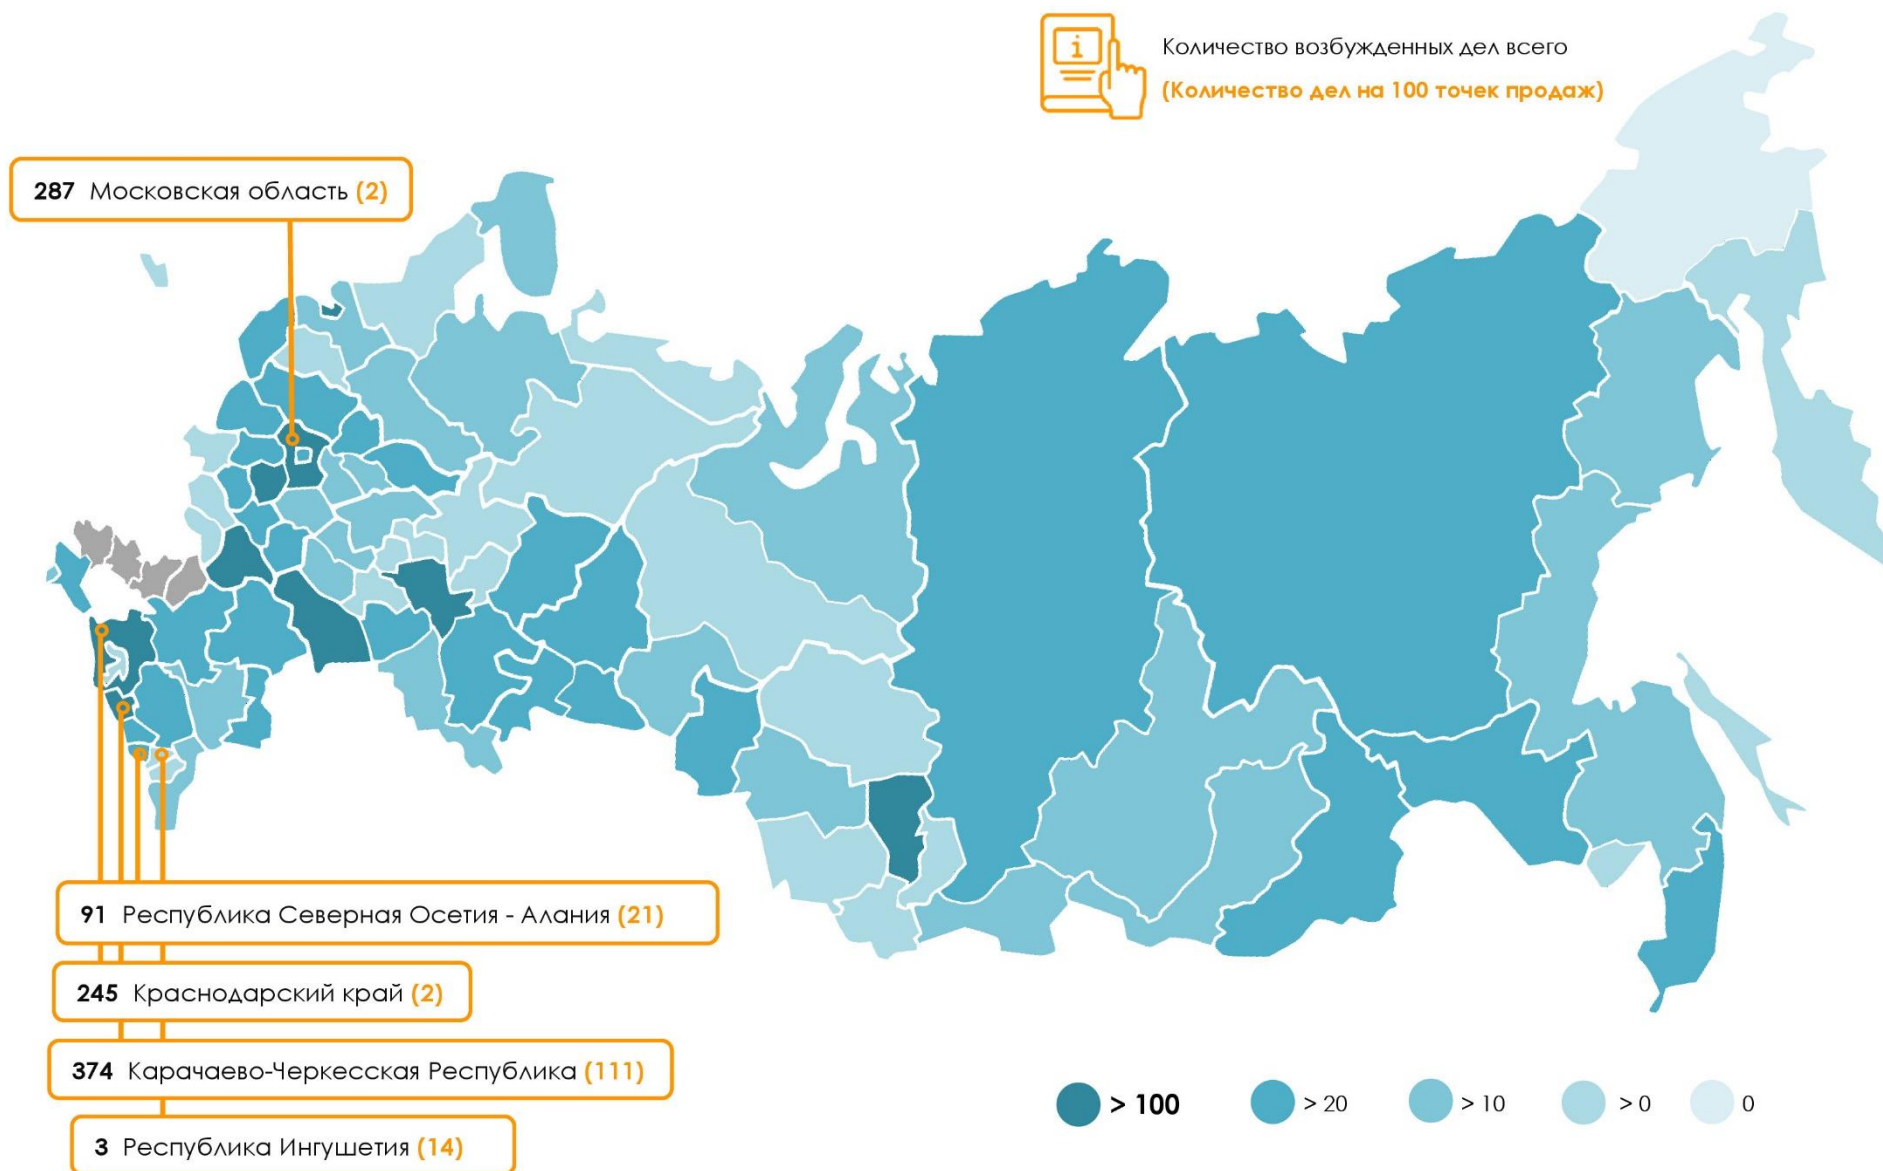 i
Количество возбужденных дел всего
(Количество дел на 100 точек продаж)
287 Московская область (2)
91 Республика Северная Осетия - Алания (21)
245 Краснодарский край (2)
374 Карачаево-Черкесская Республика (111)
3 Республика Ингушетия (14)
> 100 > 20 > 10 > 0 0